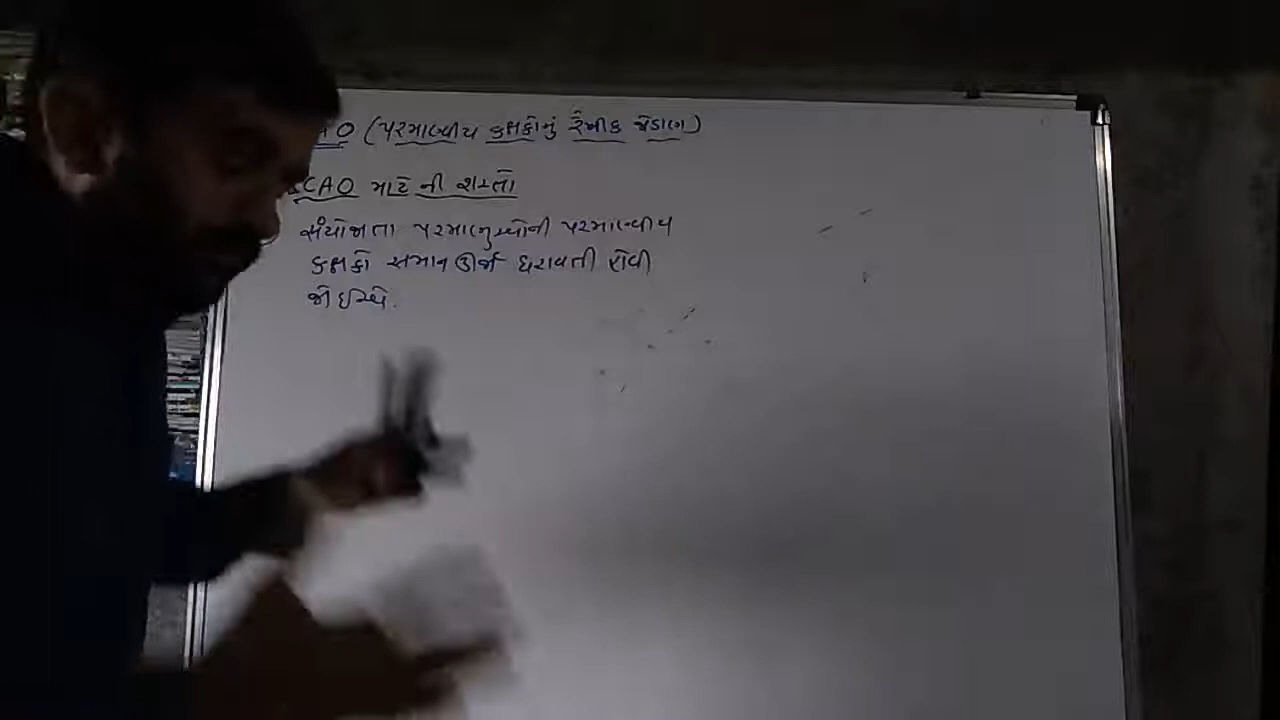 (પરમાણ્વીય કક્ષકોનું રૈખીક જોડાણ)
LCAO માટે ની શરતો
સંયોજાતા પરમાણુઓની પરમાણ્વીય
કક્ષકો સમાન ઊર્જા ધરાવતી હોવી
જોઈએ.